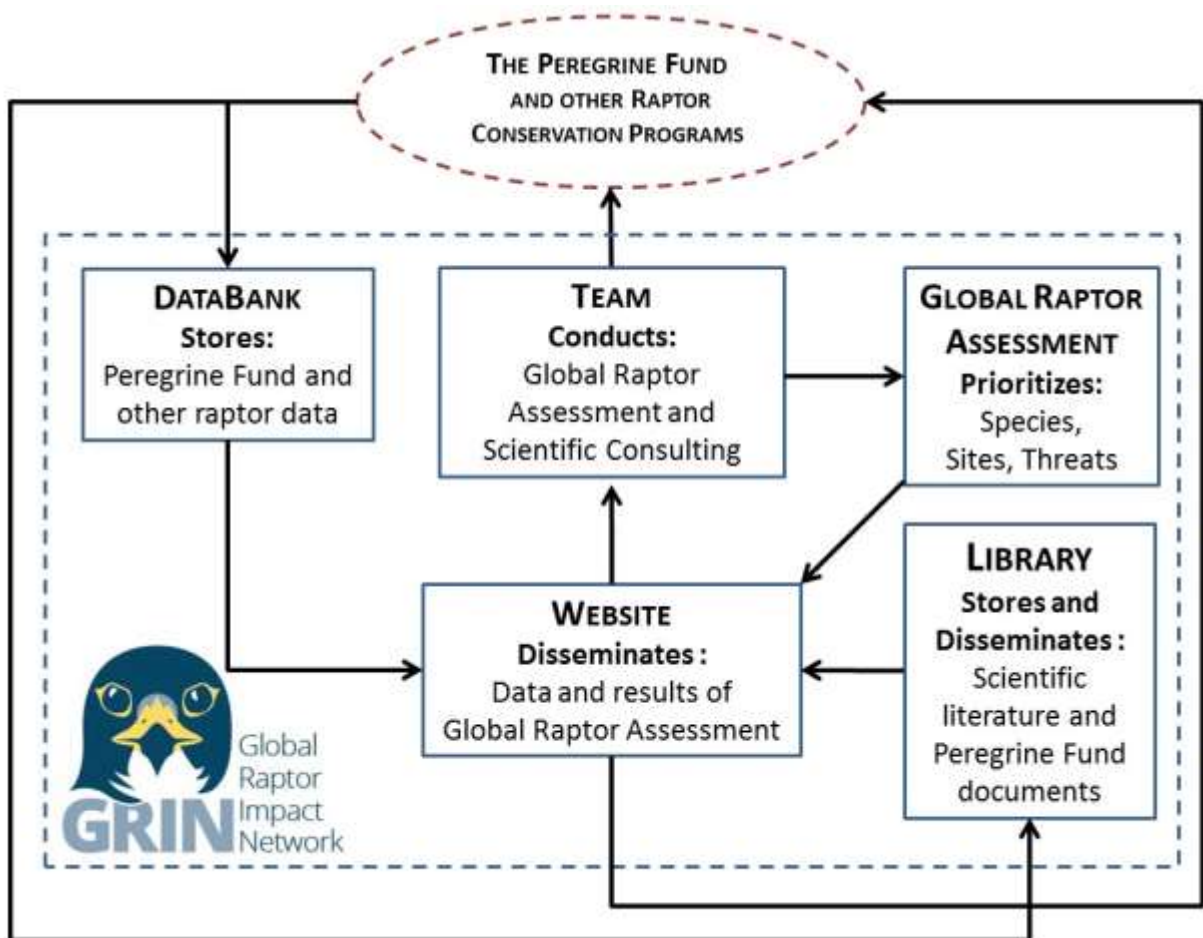 THE PEREGRINE FUND
AND OTHER RAPTOR
CONSERVATION PROGRAMS
DATABANK
Stores:
Peregrine Fund and
other raptor data
TEAM
Conducts:
Global Raptor
Assessment and
Scientific Consulting
GLOBAL RAPTOR
ASSESSMENT
Prioritizes:
Species,
Sites, Threats
WEBSITE
Disseminates :
Data and results of
Global Raptor Assessment
LIBRARY
Stores and
Disseminates :
Scientific
literature and
Peregrine Fund
documents
GRIN
Global
Raptor
Impact
Network